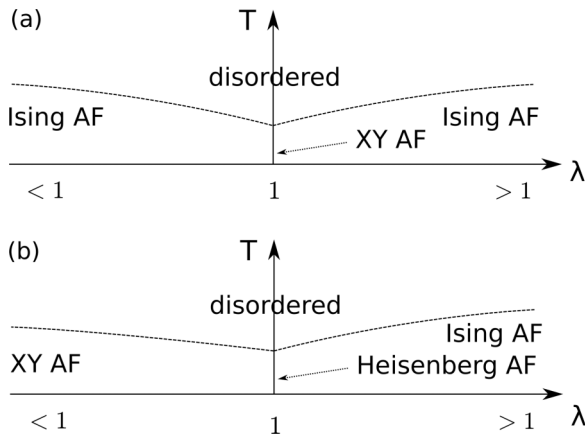 (a)
T
disordered
Ising AF
Ising AF
XY AF
< 1
1
> 1
λ
(b)
T
disordered
Ising AF
XY AF
Heisenberg AF
< 1
1
> 1
λ